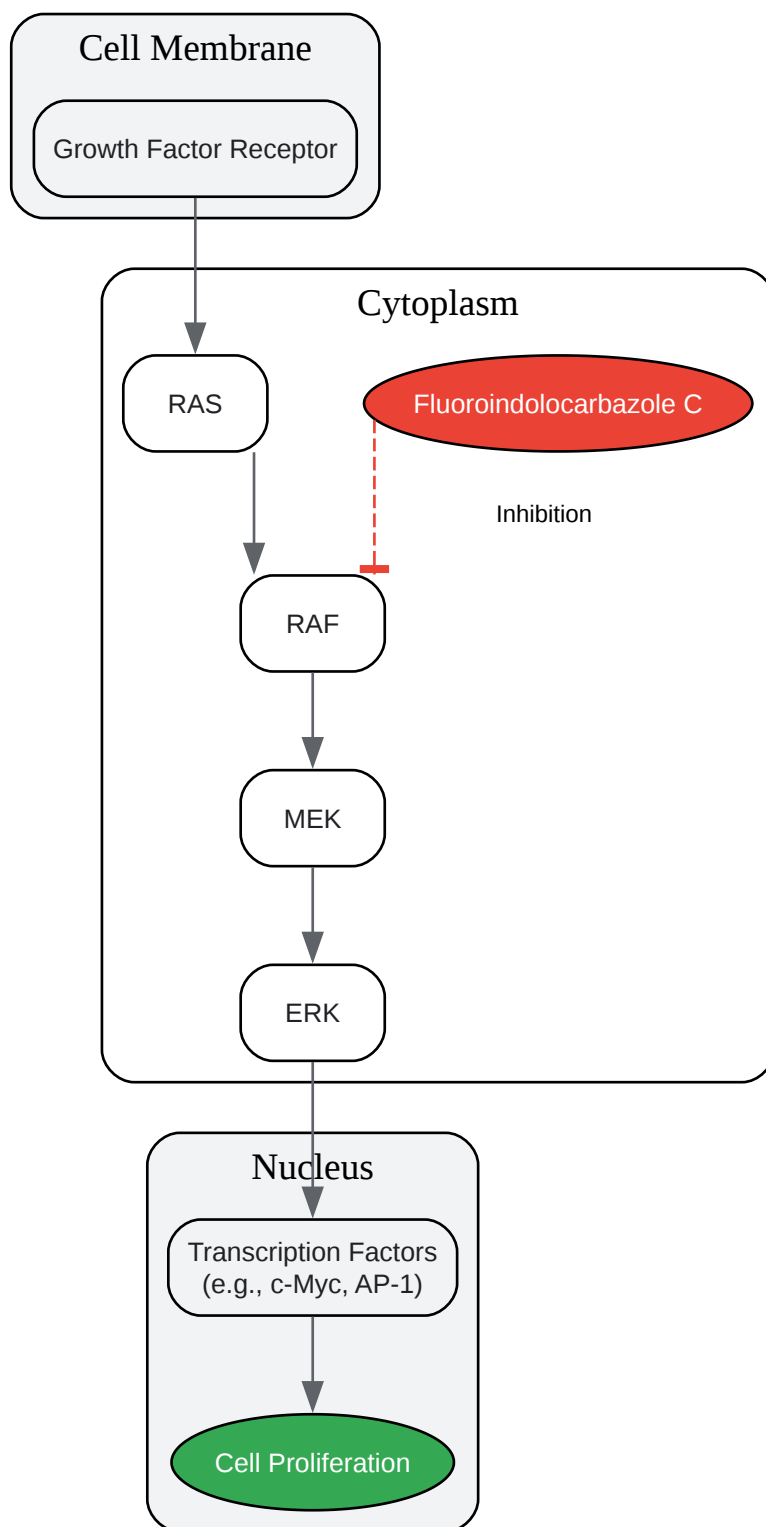 Cell Membrane
Growth Factor Receptor
Cytoplasm
RAS
Fluoroindolocarbazole C
Inhibition
RAF
MEK
ERK
Nucleus
Transcription Factors
(e.g., c-Myc, AP-1)
Cell Proliferation